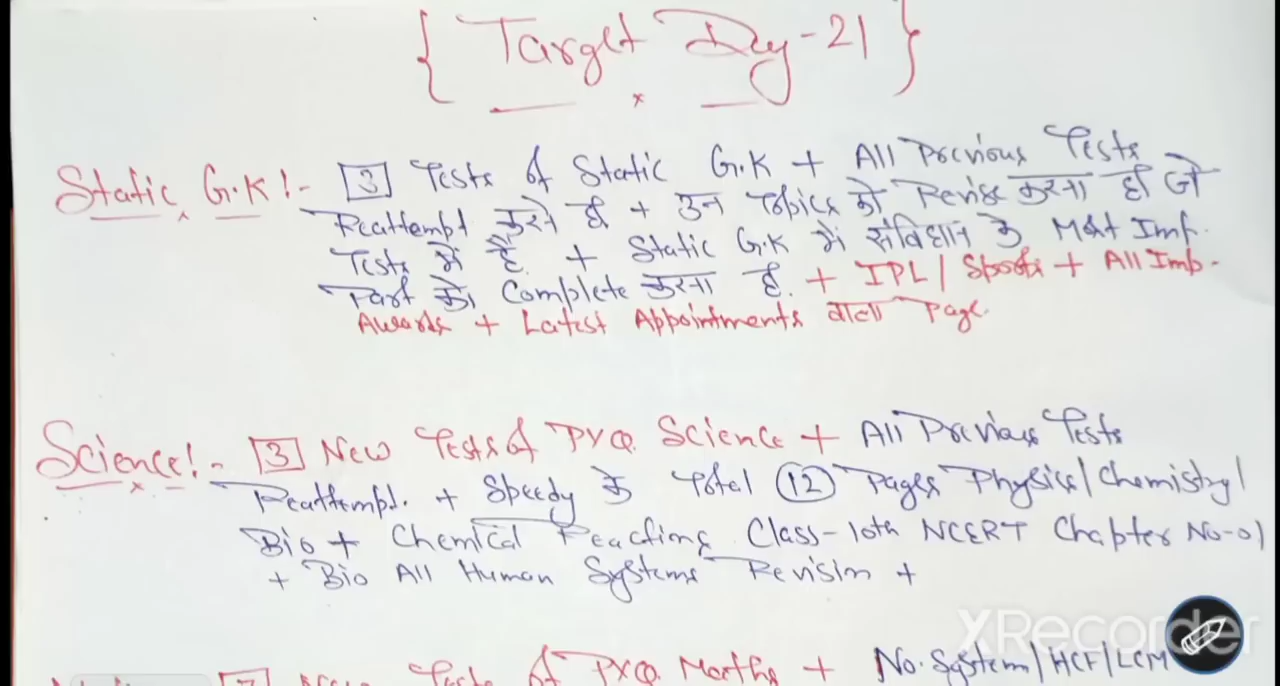 { Target Day-21 }
Static G.K!- 3 Tests of Static G.K + All Previous Tests
Reattempt करने हैं + उन Topics को Revise करना है जो
Tests में हैं. + Static G.K में संविधान के Most Imp.
Part को Complete करना है. + IPL/Sports + All Imp.
Awards + Latest Appointments वाला Page.
Science!- 3 New Tests of PYQ Science + All Previous Tests
Reattempt. + Speedy के Total 12 Pages Physics/Chemistry/
Bio + Chemical Reactions Class-10th NCERT Chapter No-01
+ Bio All Human Systems Revision +
XRecorder
Tests of PYQ Maths + No. System/HCF/LCM